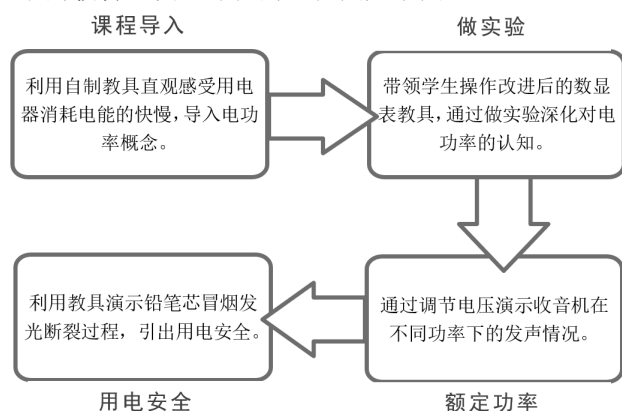 课程导入
做实验
利用自制教具直观感受用电
器消耗电能的快慢,导入电功
率概念。
带领学生操作改进后的数显
表教具,通过做实验深化对电
功率的认知。
通过调节电压演示收音机在
不同功率下的发声情况。
利用教具演示铅笔芯冒烟发
光断裂过程，引出用电安全。
用电安全
额定功率